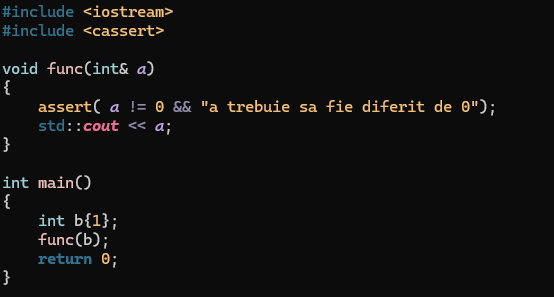 #include <iostream>
#include <cassert>
void func(int& a)
{
assert( a != 0 && "a trebuie sa fie diferit de 0");
std::cout << a;
}
int main()
{
int b{1};
func(b);
return 0;
}